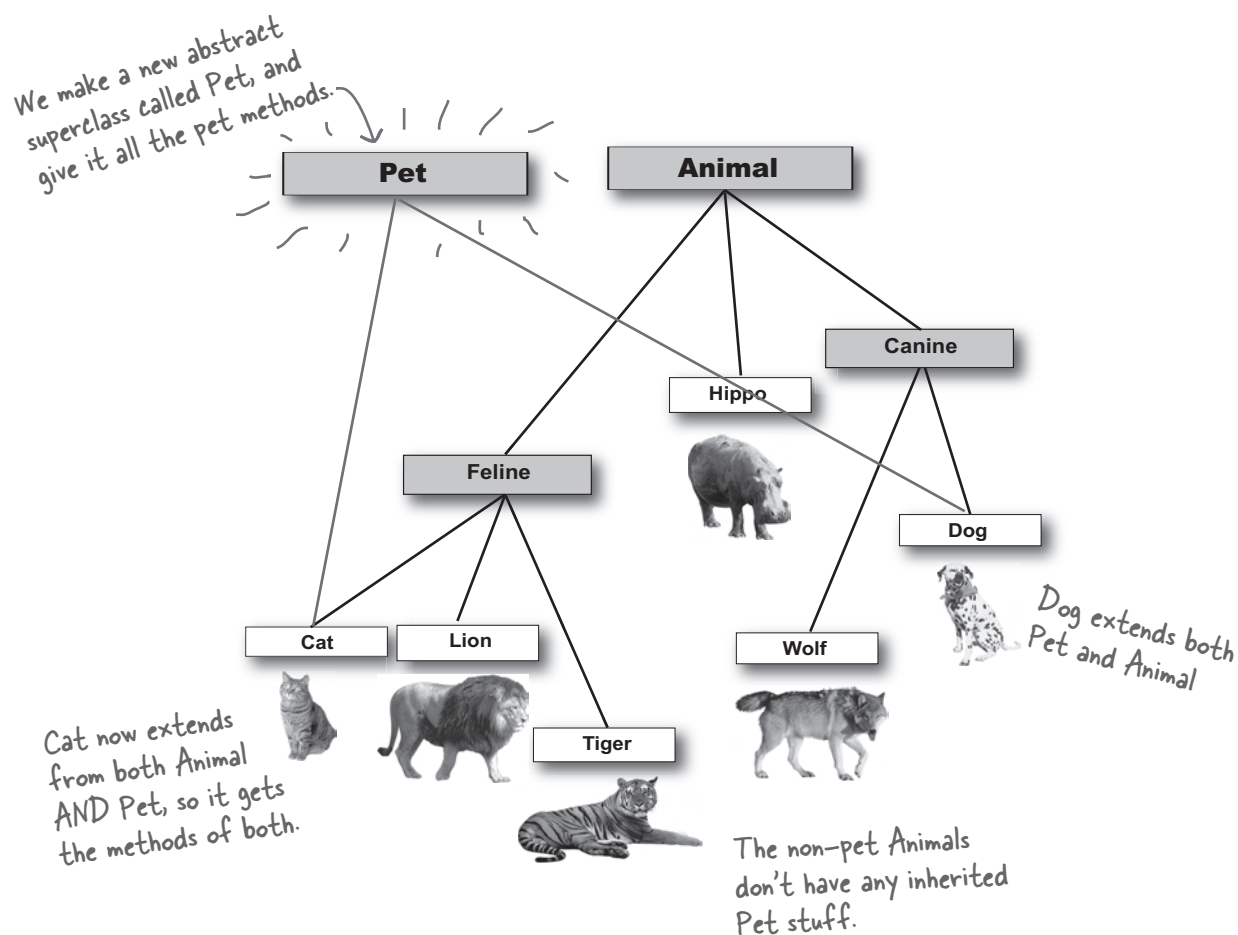 We make a new abstract
superclass called Pet, and
give it all the pet methods.
Pet
Animal
Canine
Hippo
Feline
Dog
Dog extends both
Pet and Animal
Cat
Lion
Wolf
Tiger
Cat now extends
from both Animal
AND Pet, so it gets
the methods of both.
The non-pet Animals
don't have any inherited
Pet stuff.